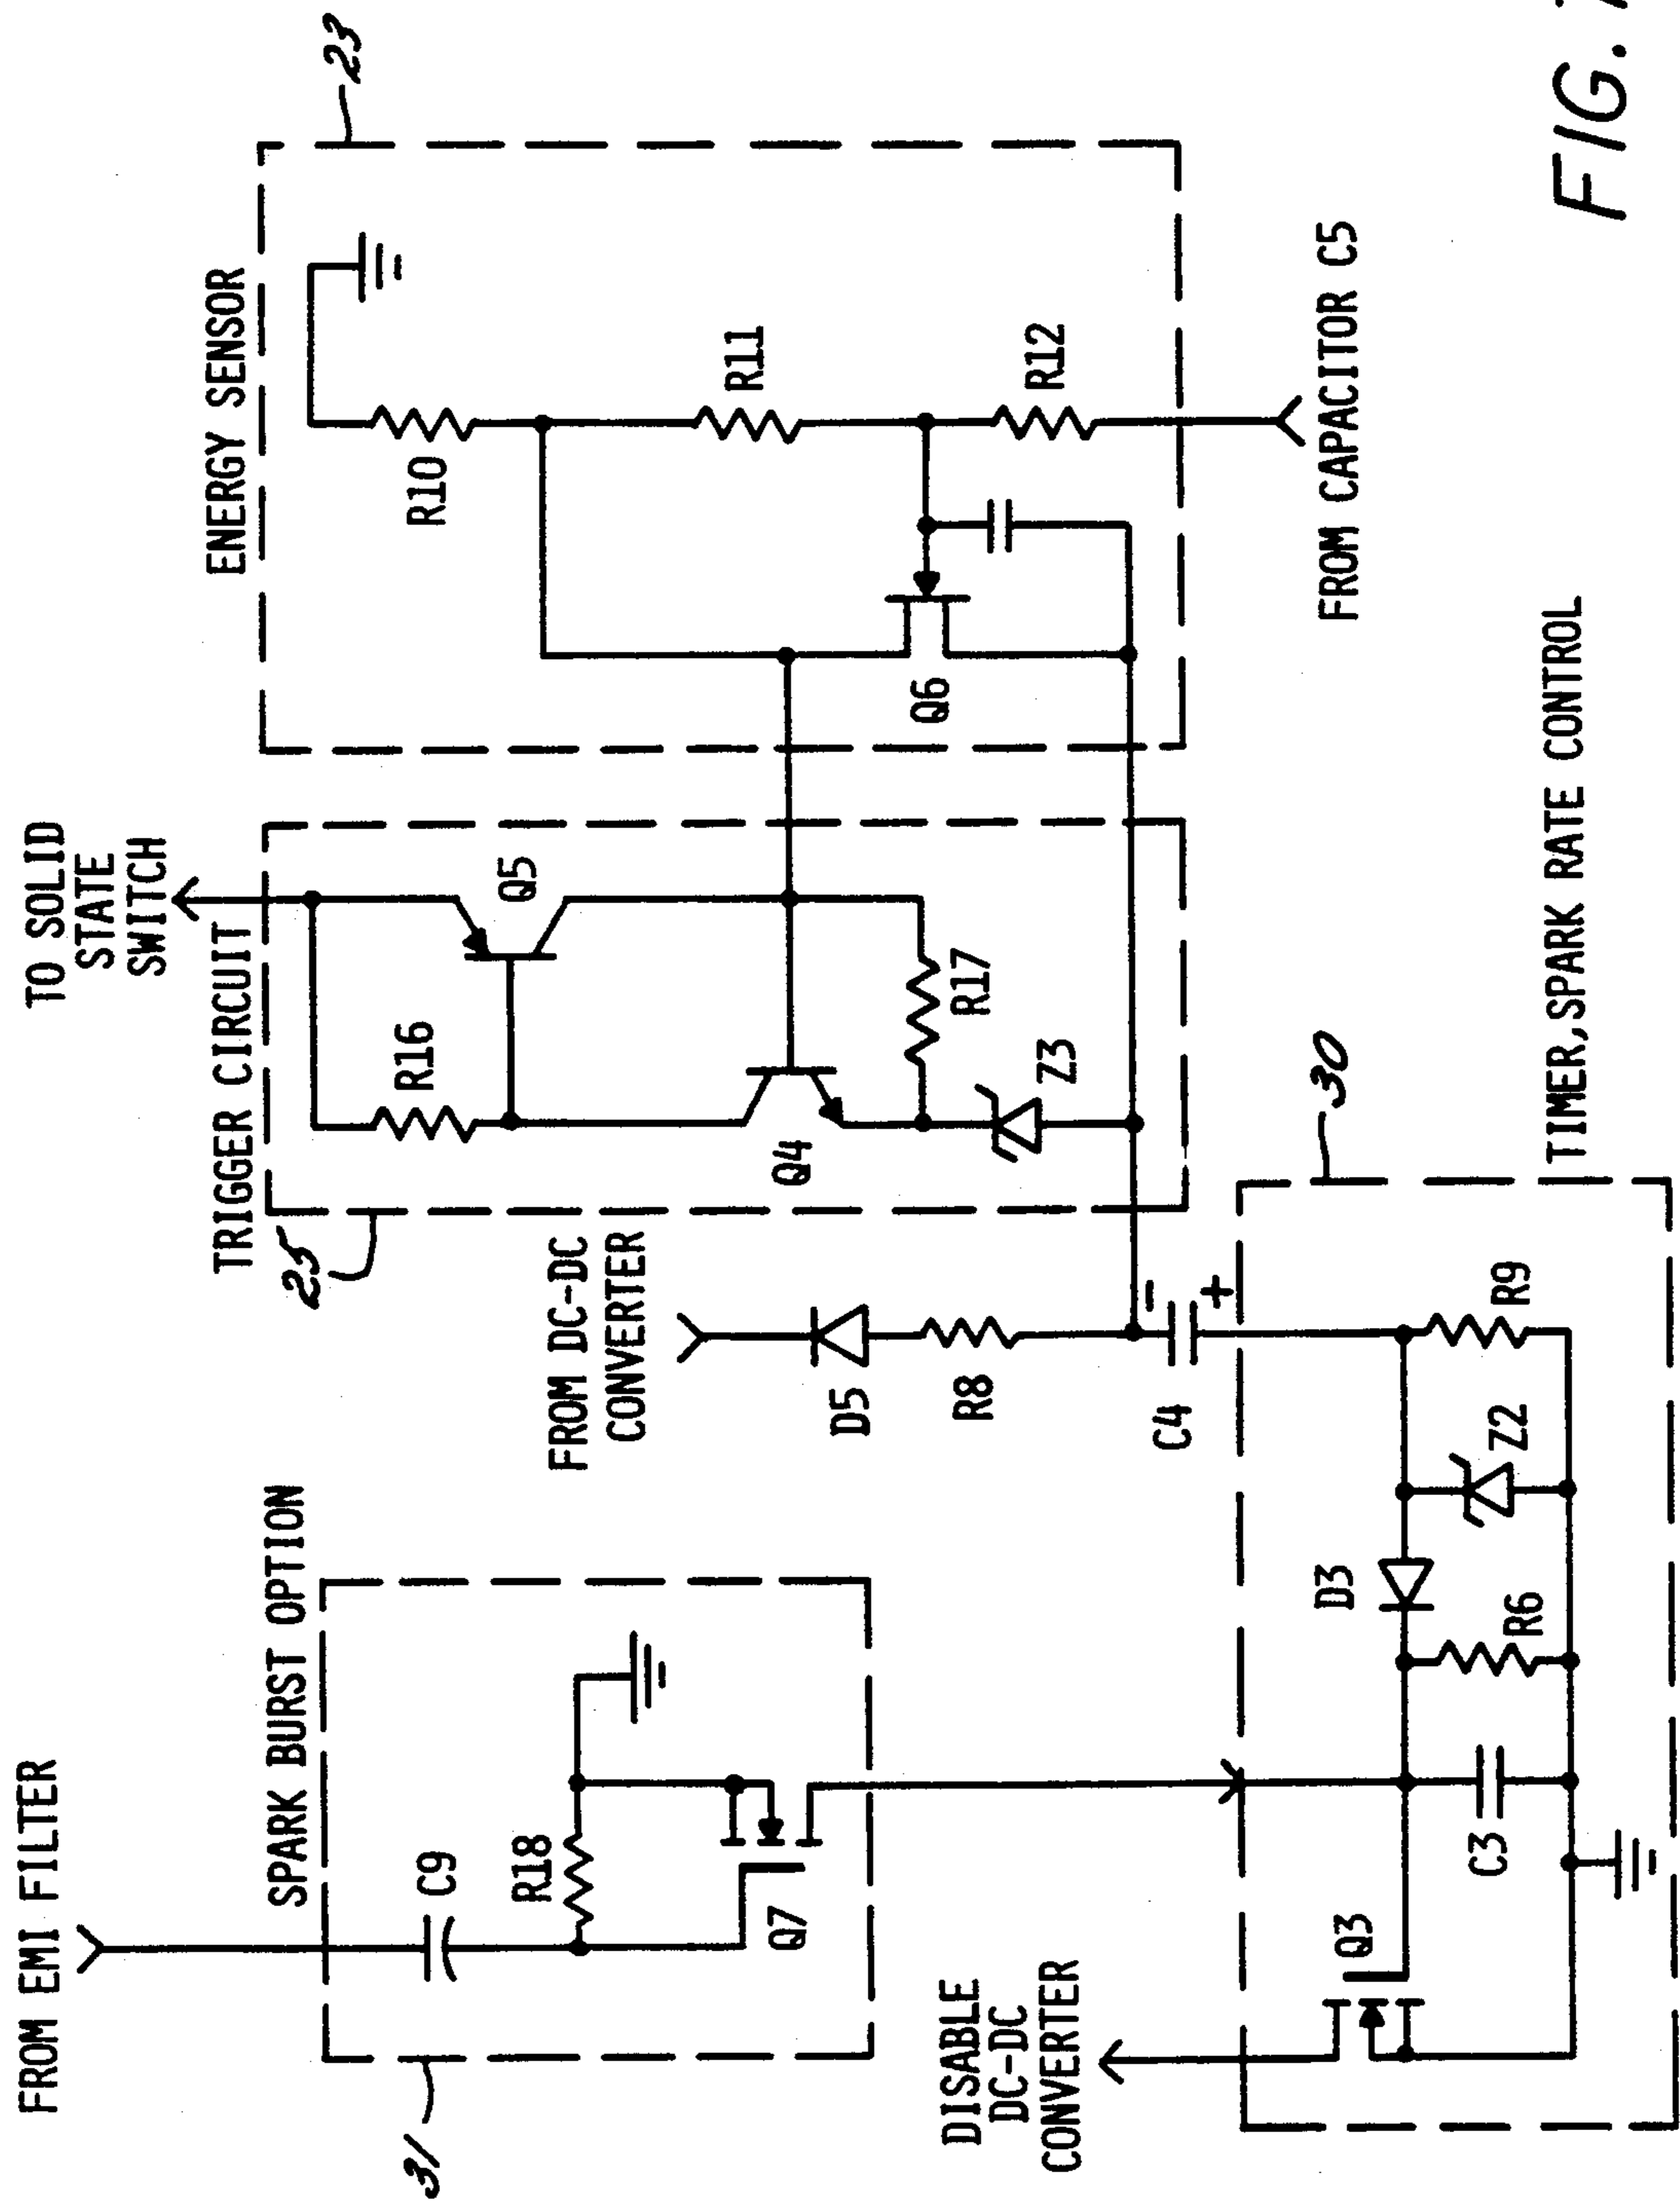 FROM EMI FILTER
SPARK BURST OPTION
31
C9
R18
Q7
DISABLE
DC-DC
CONVERTER
Q3
C3
R6
D3
Z2
R9
30
TIMER,SPARK RATE CONTROL
FROM DC-DC
CONVERTER
D5
R8
C4
-
+
TO SOLID
STATE
SWITCH
TRIGGER CIRCUIT
25
R16
Q5
Q4
R17
Z3
ENERGY SENSOR
23
R10
R11
R12
Q6
FROM CAPACITOR C5
FIG.